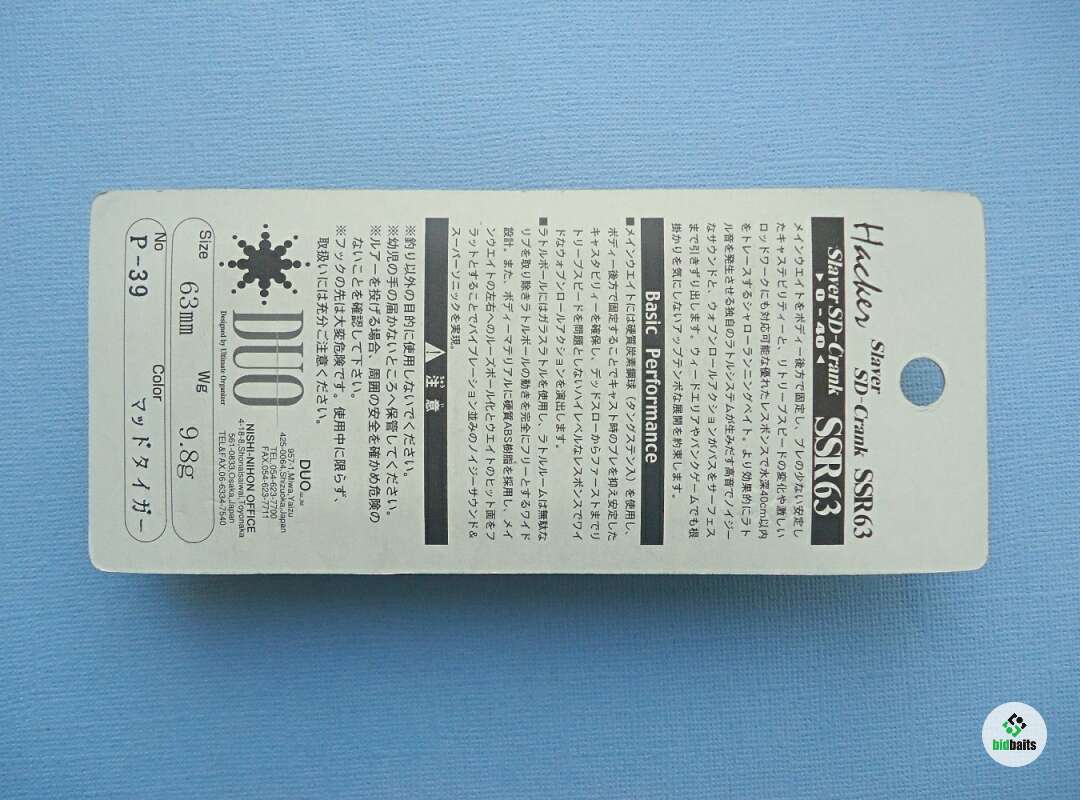 Hacker Slaver SD-Crank SSR63
Slaver SD-Crank SSR63
▶0-40◀
メインウエイトをボディー後方で固定し、ブレの少ない安定し
たキャスタビリティーと、リトリーブスピードの変化や激しい
ロッドワークにも対応可能な優れたレスポンスで水深40cm以内
をトレースするシャローランニングベイト。より効果的にラト
ル音を発生させる独自のラトルシステムが生みだす高音でノイジー
なサウンドと、ウォブンロールアクションがバスをサーフェス
まで引きずり出します。ウィードエリアやバンクゲームでも根
掛かりを気にしないアップテンポな展開を約束します。
Basic Performance
■メインウエイトには硬質炭素鋼球（タングステン入）を使用し、
ボディー後方で固定することでキャスト時のブレを抑え安定した
キャスタビリィーを確保し、デッドスローからファーストまでリ
トリーブスピードを問題としないハイレベルなレスポンスでワイ
ドなウォブンロールアクションを演出します。
■ラトルボールにはガラスラトルを使用し、ラトルルームは無駄な
リブを取り除きラトルボールの動きを完全にフリーとするワイド
設計。また、ボディーマテリアルに硬質ABS樹脂を採用し、メイ
ンウエイトの左右へのルーズボール化とウエイトのヒット面をフ
ラットとすることでバイブレーション並みのノイジーサウンド＆
スーパーソニックを実現。
注意
※釣り以外の目的に使用しないでください。
※幼児の手の届かないところへ保管してください。
※ルアーを投げる場合、周囲の安全を確かめ危険の
ないことを確認して下さい。
※フックの先は大変危険です。使用中に限らず、
取扱いには充分ご注意ください。
DUO
Designed by Ultimate Organizer
DUO
957-1,Miwa,Yaizu
425-0064,Shizuoka,Japan
TEL.054-623-7700
FAX.054-623-7711
NISHI-NIHON OFFICE
4-18-8,Shonaisaiwai,Toyonaka
561-0833,Osaka,Japan
TEL&FAX.06-6334-7540
Size 63mm Wg 9.8g
No P-39 Color マッドタイガー
bidbaits